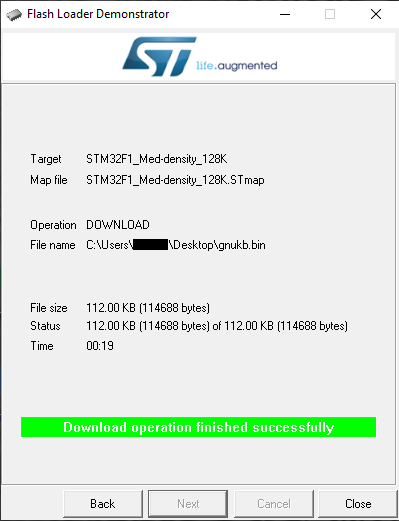 Flash Loader Demonstrator
ST
life.augmented
Target STM32F1_Med-density_128K
Map file STM32F1_Med-density_128K.STmap
Operation DOWNLOAD
File name C:\Users\ \Desktop\gnukb.bin
File size 112.00 KB (114688 bytes)
Status 112.00 KB (114688 bytes) of 112.00 KB (114688 bytes)
Time 00:19
Download operation finished successfully
Back Next Cancel Close